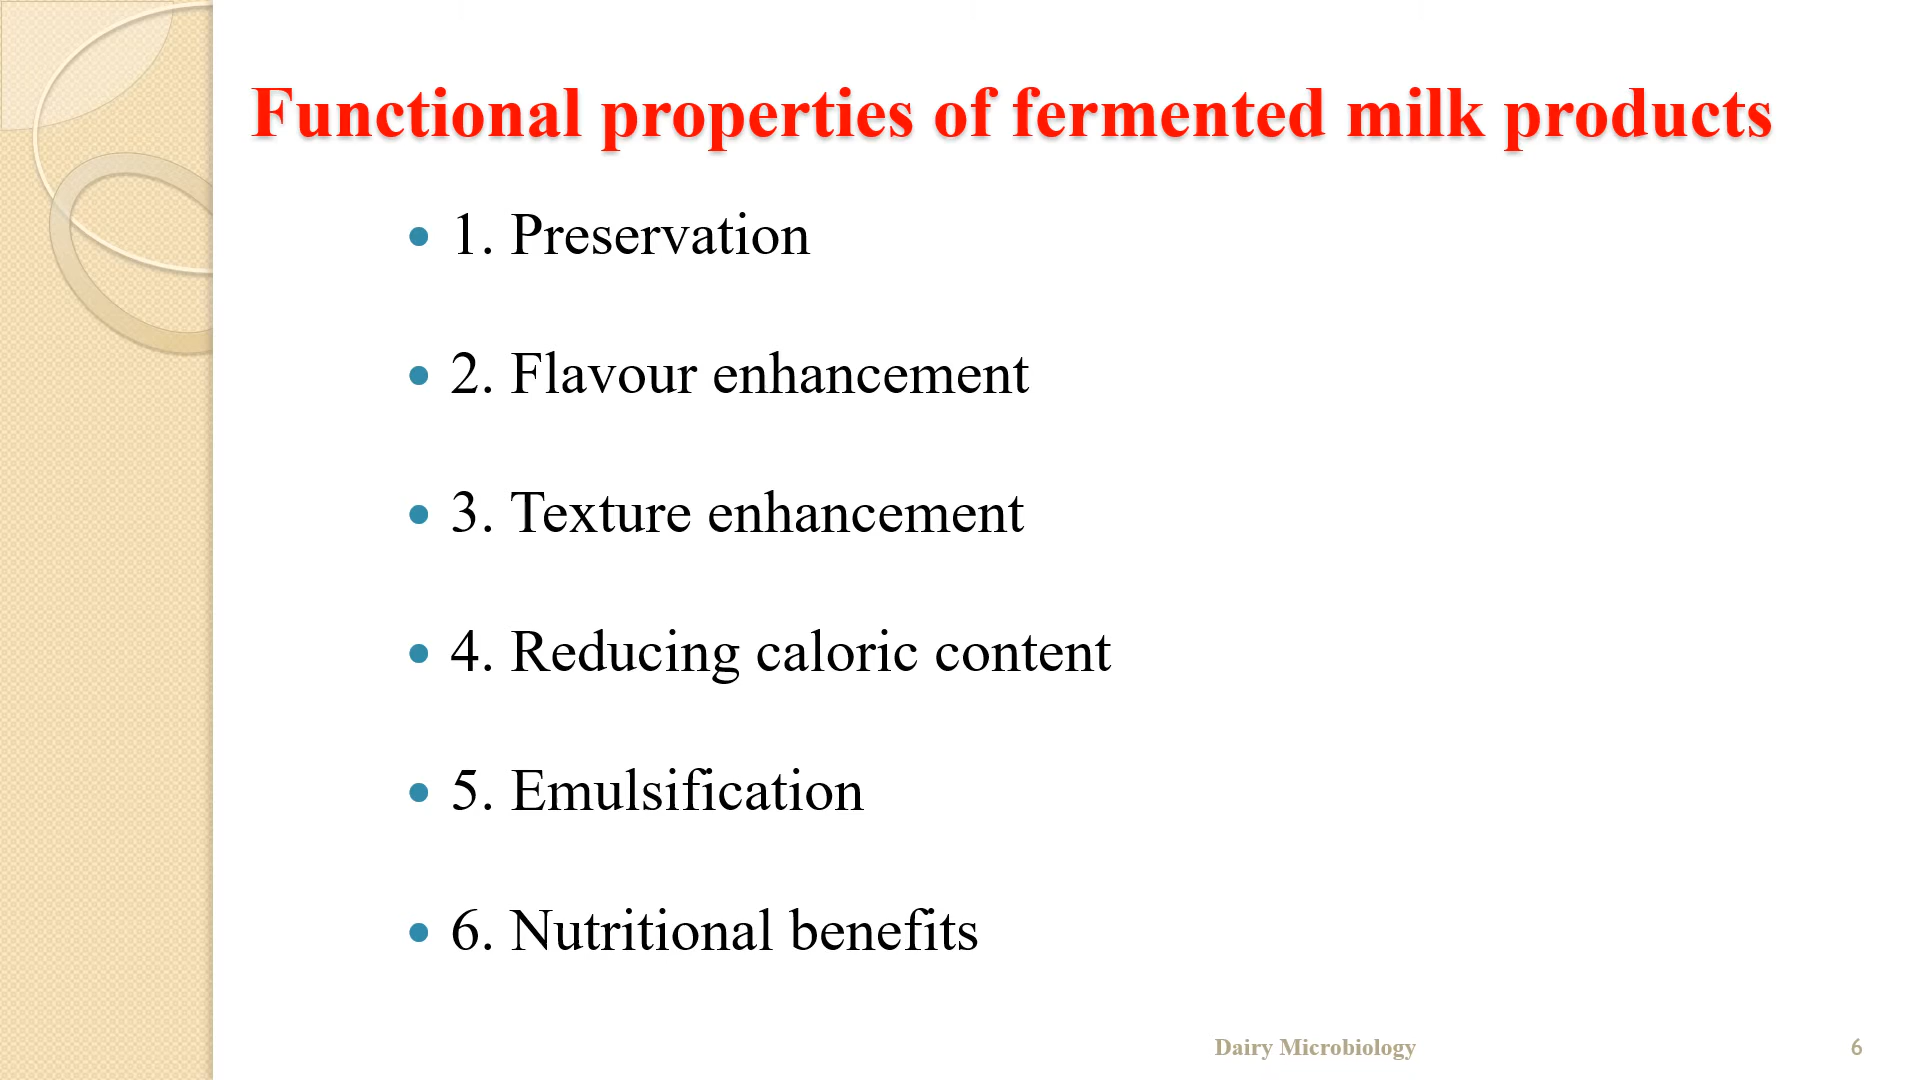 Functional properties of fermented milk products
• 1. Preservation
• 2. Flavour enhancement
• 3. Texture enhancement
• 4. Reducing caloric content
• 5. Emulsification
• 6. Nutritional benefits
Dairy Microbiology
6